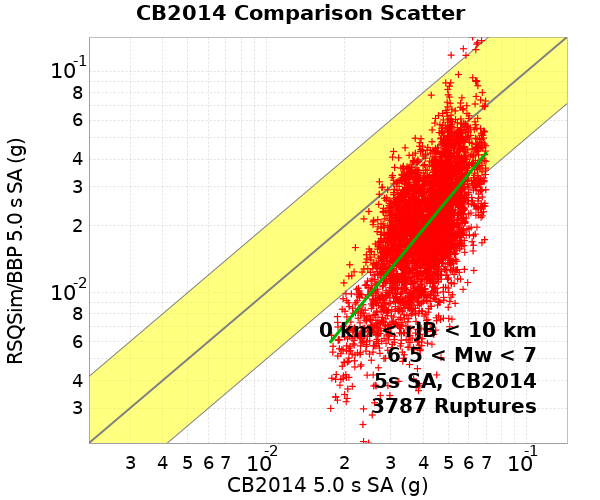 CB2014 Comparison Scatter
RSQSim/BBP 5.0 s SA (g)
10^-1
8
6
4
3
2
10^-2
8
6
4
3
0 km < rJB < 10 km
6.5 < Mw < 7
5s SA, CB2014
3787 Ruptures
3 4 5 6 7 10^-2 2 3 4 5 6 7 10^-1
CB2014 5.0 s SA (g)